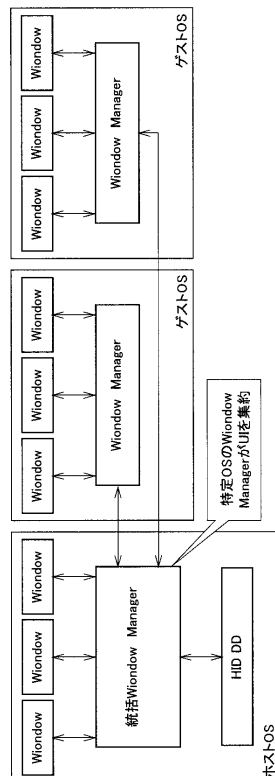 Wiondow
Wiondow
Wiondow
統括Wiondow Manager
HID DD
ホストOS
特定OSのWiondow
ManagerがUIを集約
Wiondow
Wiondow
Wiondow
Wiondow Manager
ゲストOS
Wiondow
Wiondow
Wiondow
Wiondow Manager
ゲストOS